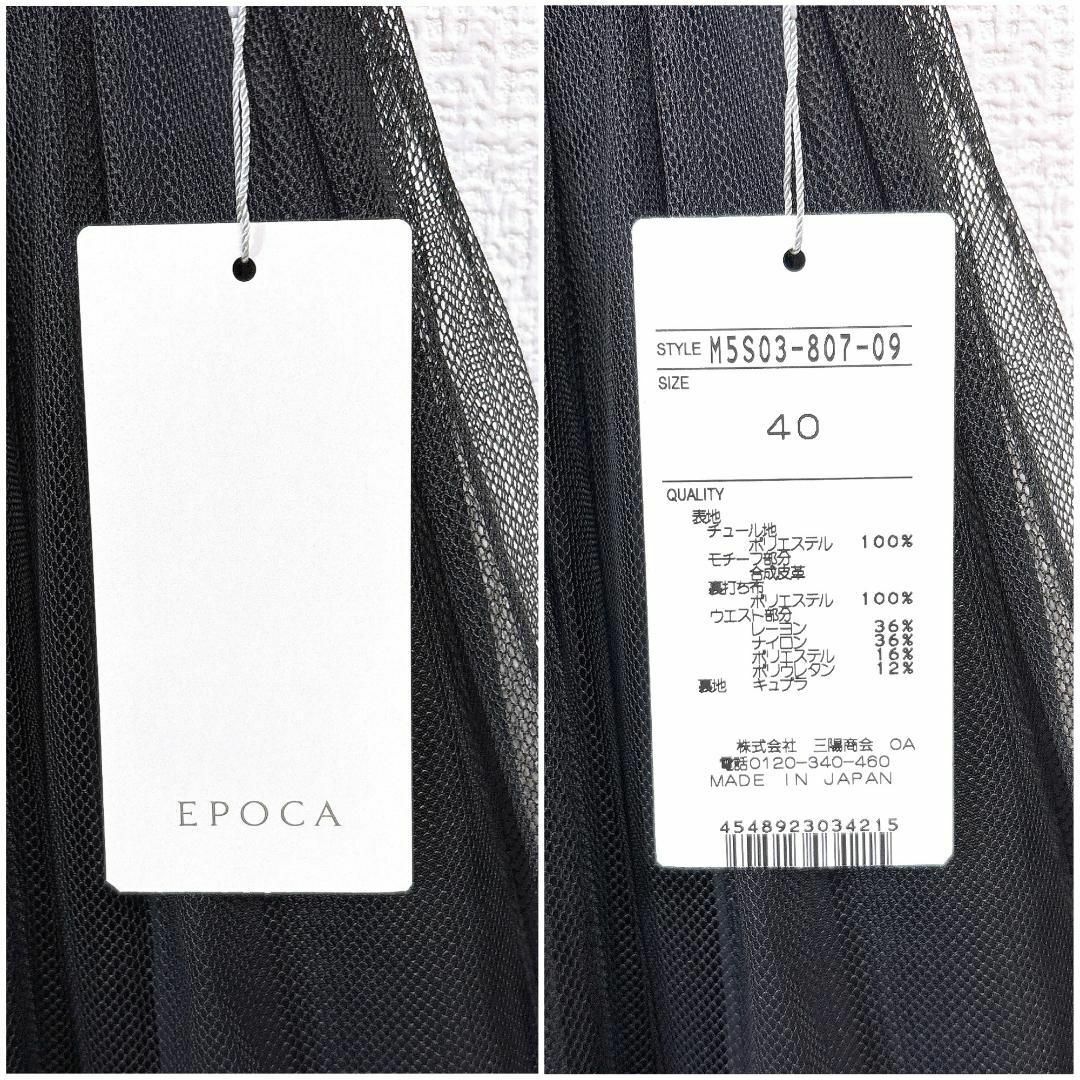 EPOCA
STYLE M5S03-807-09
SIZE
40
QUALITY
表地
チュール地
ポリエステル 100%
モチーフ部分
合成皮革
裏打ち布
ポリエステル 100%
ウエスト部分
レーヨン 36%
ナイロン 36%
ポリエステル 16%
ポリウレタン 12%
裏地 キュプラ
株式会社 三陽商会 OA
電話0120-340-460
MADE IN JAPAN
4548923034215